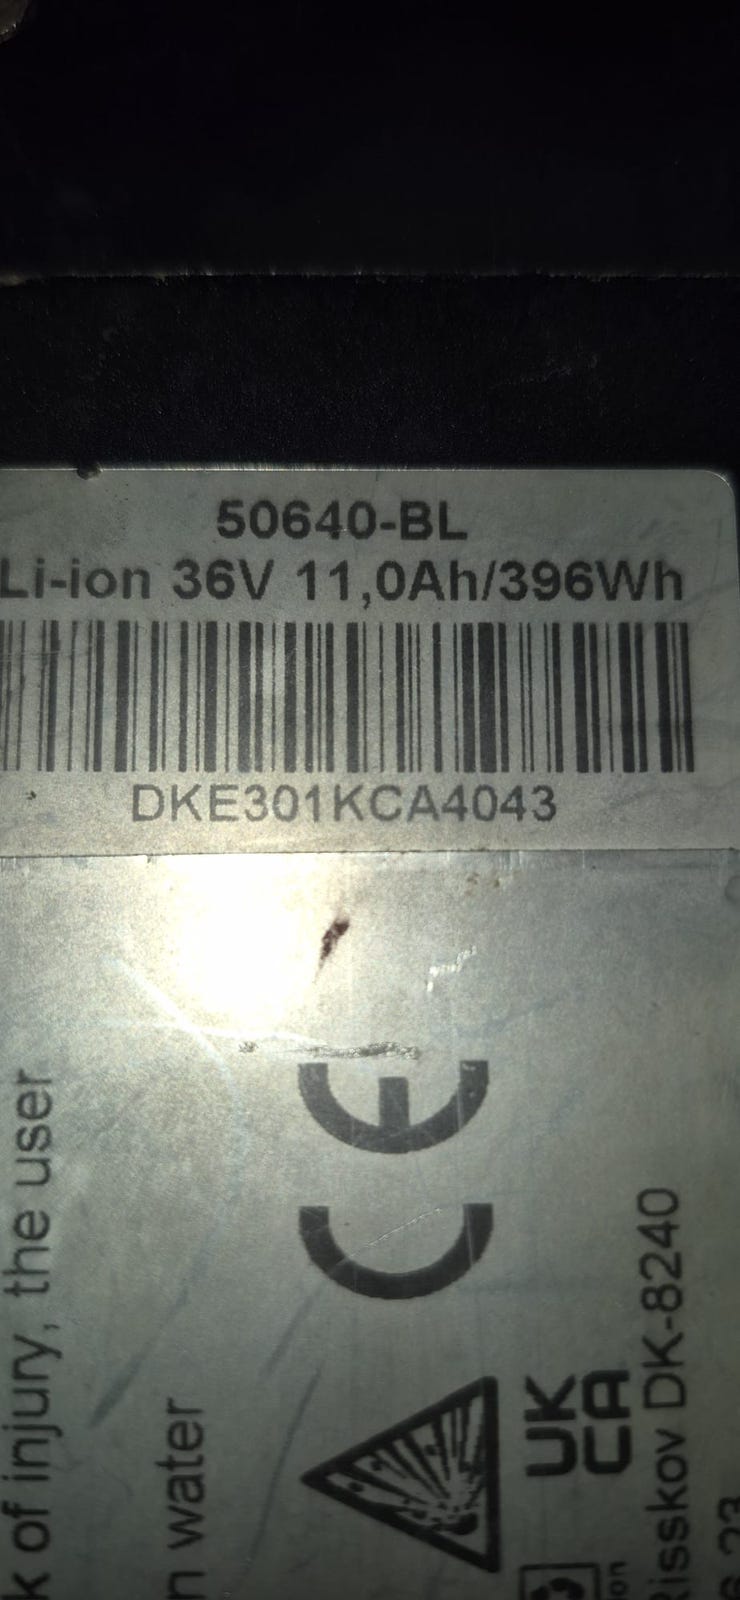 50640-BL
Li-ion 36V 11,0Ah/396Wh
DKE301KCA4043
of injury, the user
water
CE
UK
CA
Risskov DK-8240